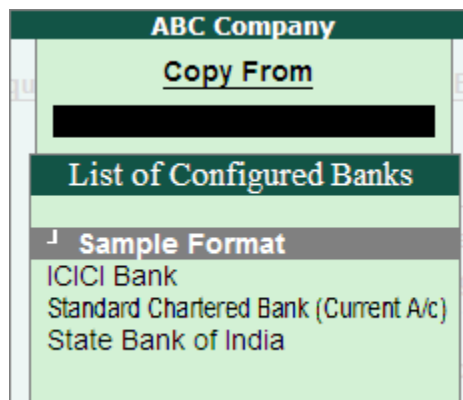 ABC Company
Copy From
List of Configured Banks
┘ Sample Format
ICICI Bank
Standard Chartered Bank (Current A/c)
State Bank of India